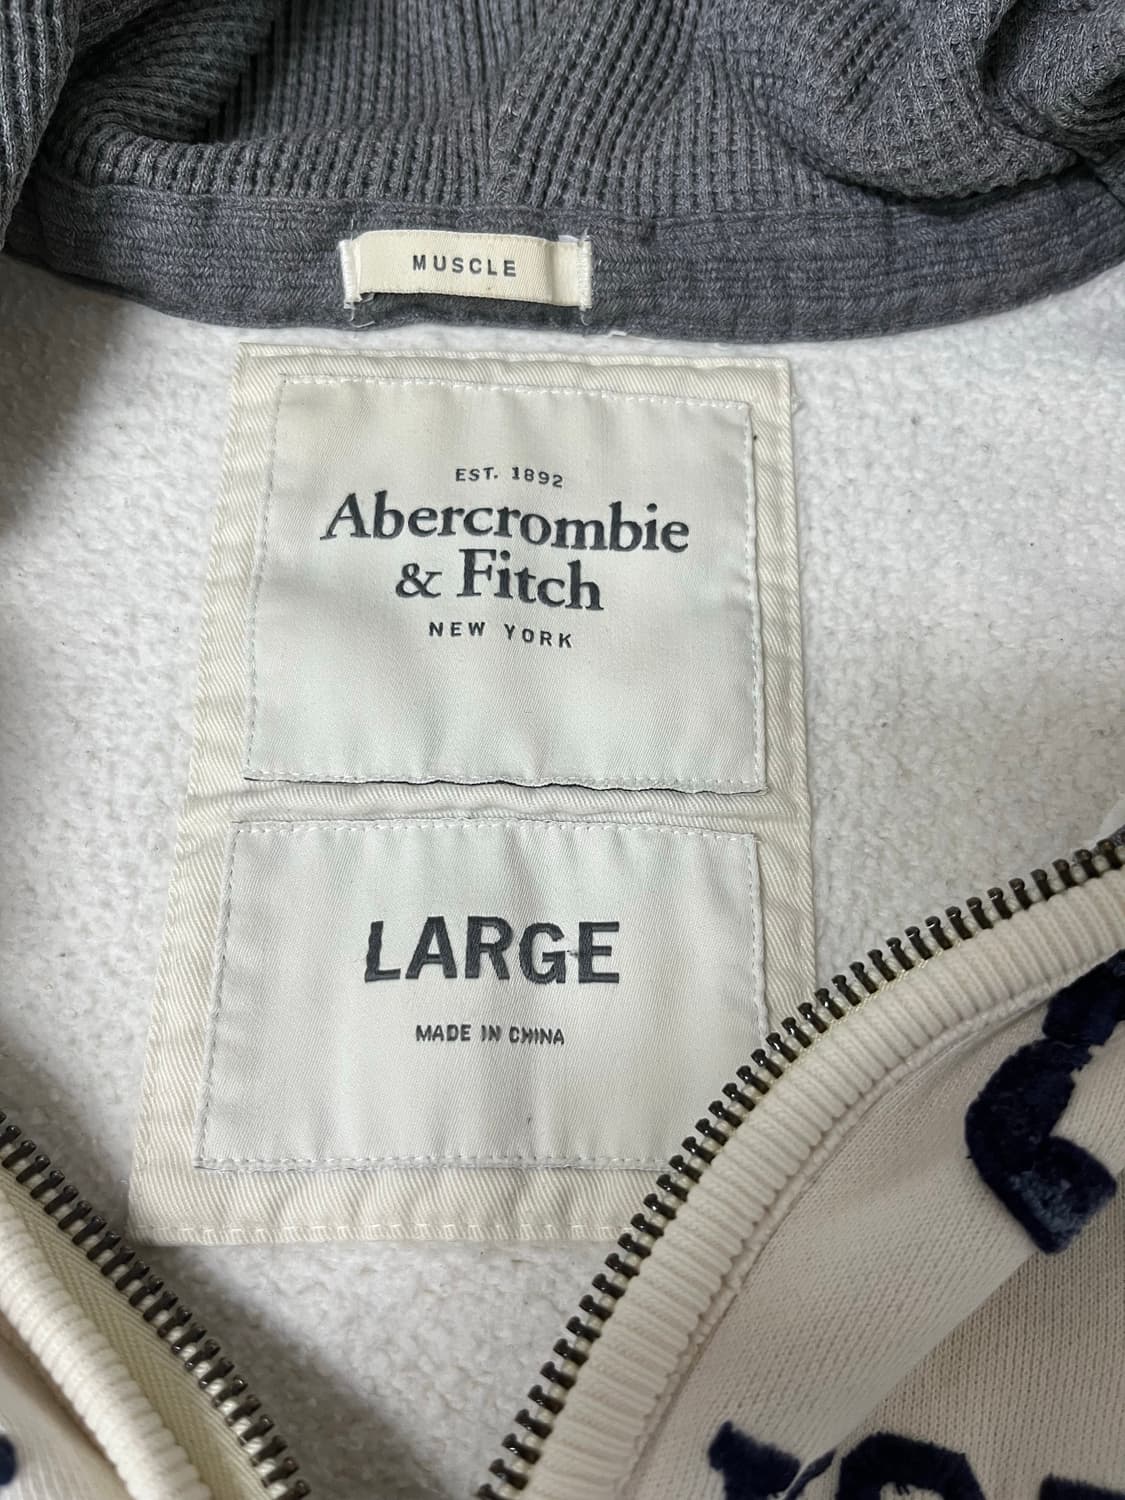 MUSCLE
EST. 1892
Abercrombie
& Fitch
NEW YORK
LARGE
MADE IN CHINA